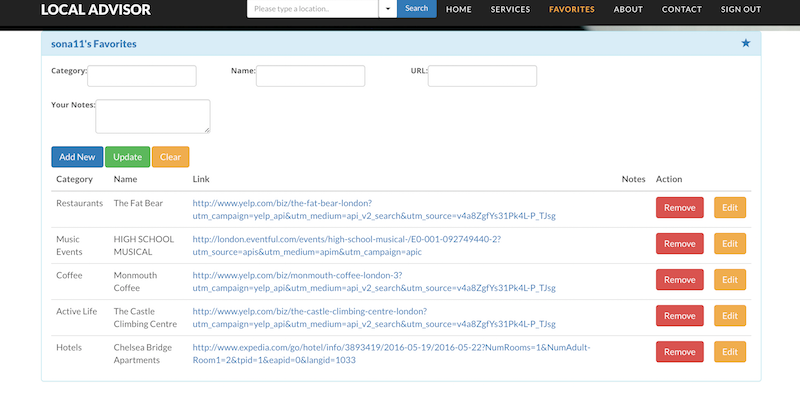 LOCAL ADVISOR
Please type a location..
Search
HOME
SERVICES
FAVORITES
ABOUT
CONTACT
SIGN OUT
sona11's Favorites
Category:
Name:
URL:
Your Notes:
Add New
Update
Clear
Category Name Link Notes Action
Restaurants The Fat Bear http://www.yelp.com/biz/the-fat-bear-london?
utm_campaign=yelp_api&utm_medium=api_v2_search&utm_source=v4a8ZgfYs31Pk4L-P_TJsg
Remove Edit
Music
Events
HIGH SCHOOL
MUSICAL
http://london.eventful.com/events/high-school-musical-/E0-001-092749440-2?
utm_source=apis&utm_medium=apim&utm_campaign=apic
Remove Edit
Coffee
Monmouth
Coffee
http://www.yelp.com/biz/monmouth-coffee-london-3?
utm_campaign=yelp_api&utm_medium=api_v2_search&utm_source=v4a8ZgfYs31Pk4L-P_TJsg
Remove Edit
Active Life
The Castle
Climbing Centre
http://www.yelp.com/biz/the-castle-climbing-centre-london?
utm_campaign=yelp_api&utm_medium=api_v2_search&utm_source=v4a8ZgfYs31Pk4L-P_TJsg
Remove Edit
Hotels
Chelsea Bridge
Apartments
http://www.expedia.com/go/hotel/info/3893419/2016-05-19/2016-05-22?NumRooms=1&NumAdult-
Room1=2&tpid=1&eapid=0&langid=1033
Remove Edit